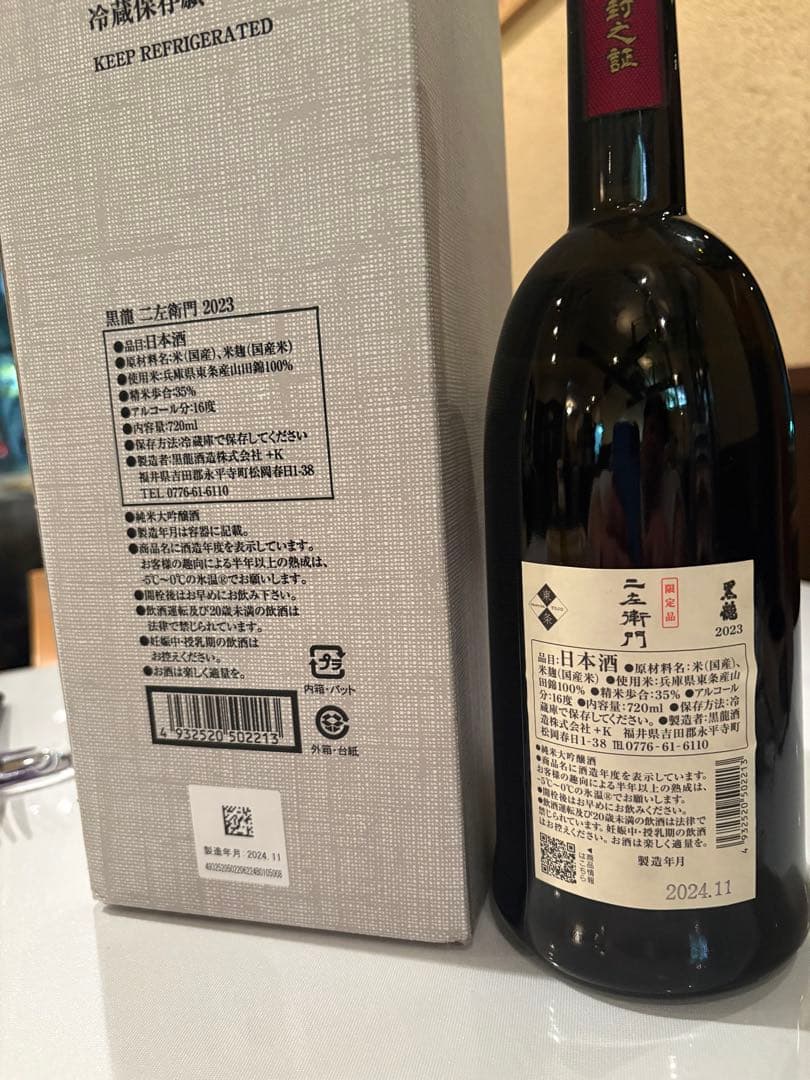 冷蔵保存願
KEEP REFRIGERATED
黒龍 二左衛門 2023
●品目:日本酒
●原材料名:米(国産)、米麹(国産米)
●使用米:兵庫県東条産山田錦100%
●精米歩合:35%
●アルコール分:16度
●内容量:720ml
●保存方法:冷蔵庫で保存してください
●製造者:黒龍酒造株式会社 +K
福井県吉田郡永平寺町松岡春日1-38
TEL 0776-61-6110
●純米大吟醸酒
●製造年月は容器に記載。
●商品名に酒造年度を表示しています。
お客様の趣向による半年以上の熟成は、
-5℃~0℃の氷温®でお願いします。
●開栓後はお早めにお飲み下さい。
●飲酒運転及び20歳未満の飲酒は
法律で禁じられています。
●妊娠中・授乳期の飲酒は
お控えください。
●お酒は楽しく適量を。
プラ
内箱・パット
外箱・台紙
4 932520 502213
製造年月:2024.11
封之証
黒龍
2023
限定品
二左衛門
東条
品目:日本酒 ●原材料名:米(国産)、
米麹(国産米) ●使用米:兵庫県東条産山
田錦100% ●精米歩合:35% ●アルコール
分:16度 ●内容量:720ml ●保存方法:冷
蔵庫で保存してください。●製造者:黒龍酒
造株式会社 +K 福井県吉田郡永平寺町
松岡春日1-38 TEL0776-61-6110
●純米大吟醸酒
●商品名に酒造年度を表示しています。
お客様の趣向による半年以上の熟成は、
-5℃~0℃の氷温®でお願いします。
●開栓後はお早めにお飲みください。
●飲酒運転及び20歳未満の飲酒は法律で
禁じられています。妊娠中・授乳期の飲酒
はお控えください。お酒は楽しく適量を。
4 932520 502213
◀商品情報
はこちら
製造年月
2024.11